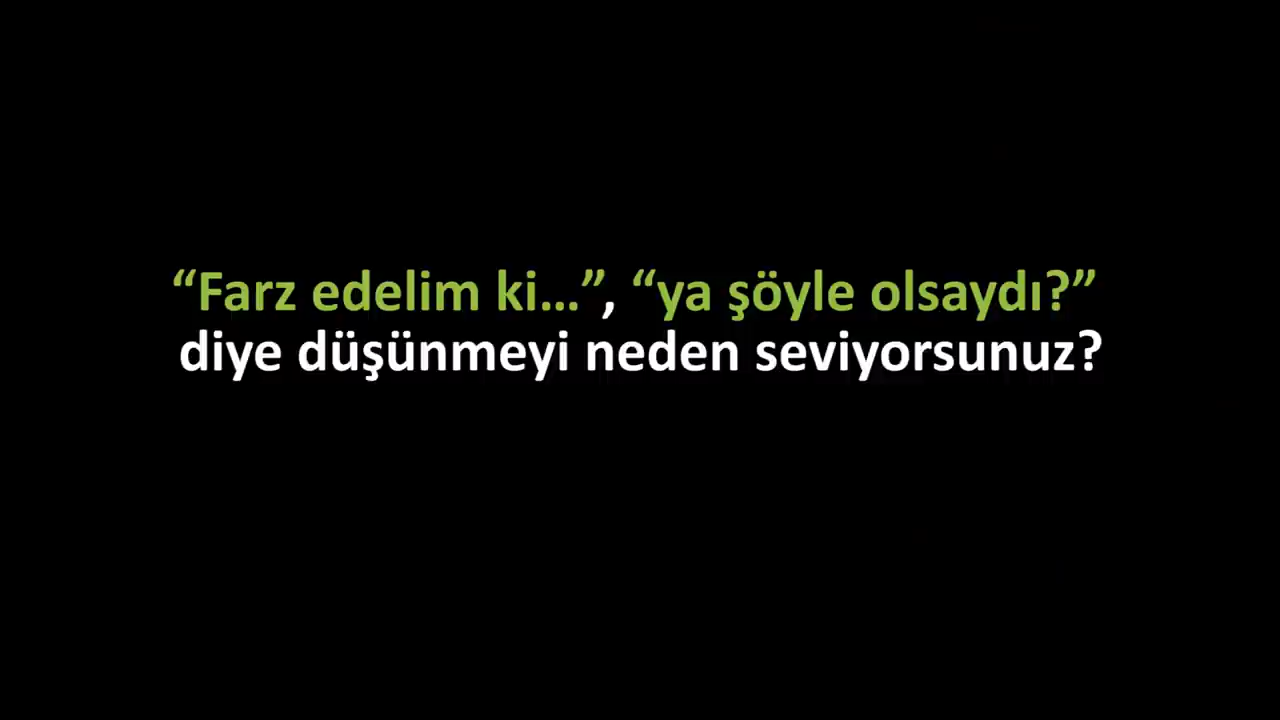 “Farz edelim ki...”, “ya şöyle olsaydı?”
diye düşünmeyi neden seviyorsunuz?